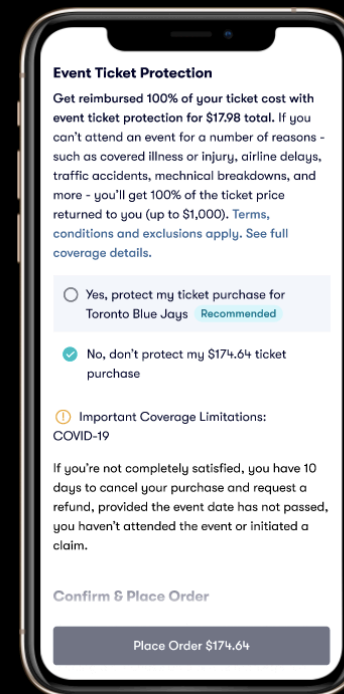 Event Ticket Protection
Get reimbursed 100% of your ticket cost with
event ticket protection for $17.98 total. If you
can't attend an event for a number of reasons -
such as covered illness or injury, airline delays,
traffic accidents, mechnical breakdowns, and
more - you'll get 100% of the ticket price
returned to you (up to $1,000). Terms,
conditions and exclusions apply. See full
coverage details.
Yes, protect my ticket purchase for
Toronto Blue Jays Recommended
No, don't protect my $174.64 ticket
purchase
Important Coverage Limitations:
COVID-19
If you're not completely satisfied, you have 10
days to cancel your purchase and request a
refund, provided the event date has not passed,
you haven't attended the event or initiated a
claim.
Confirm & Place Order
Place Order $174.64